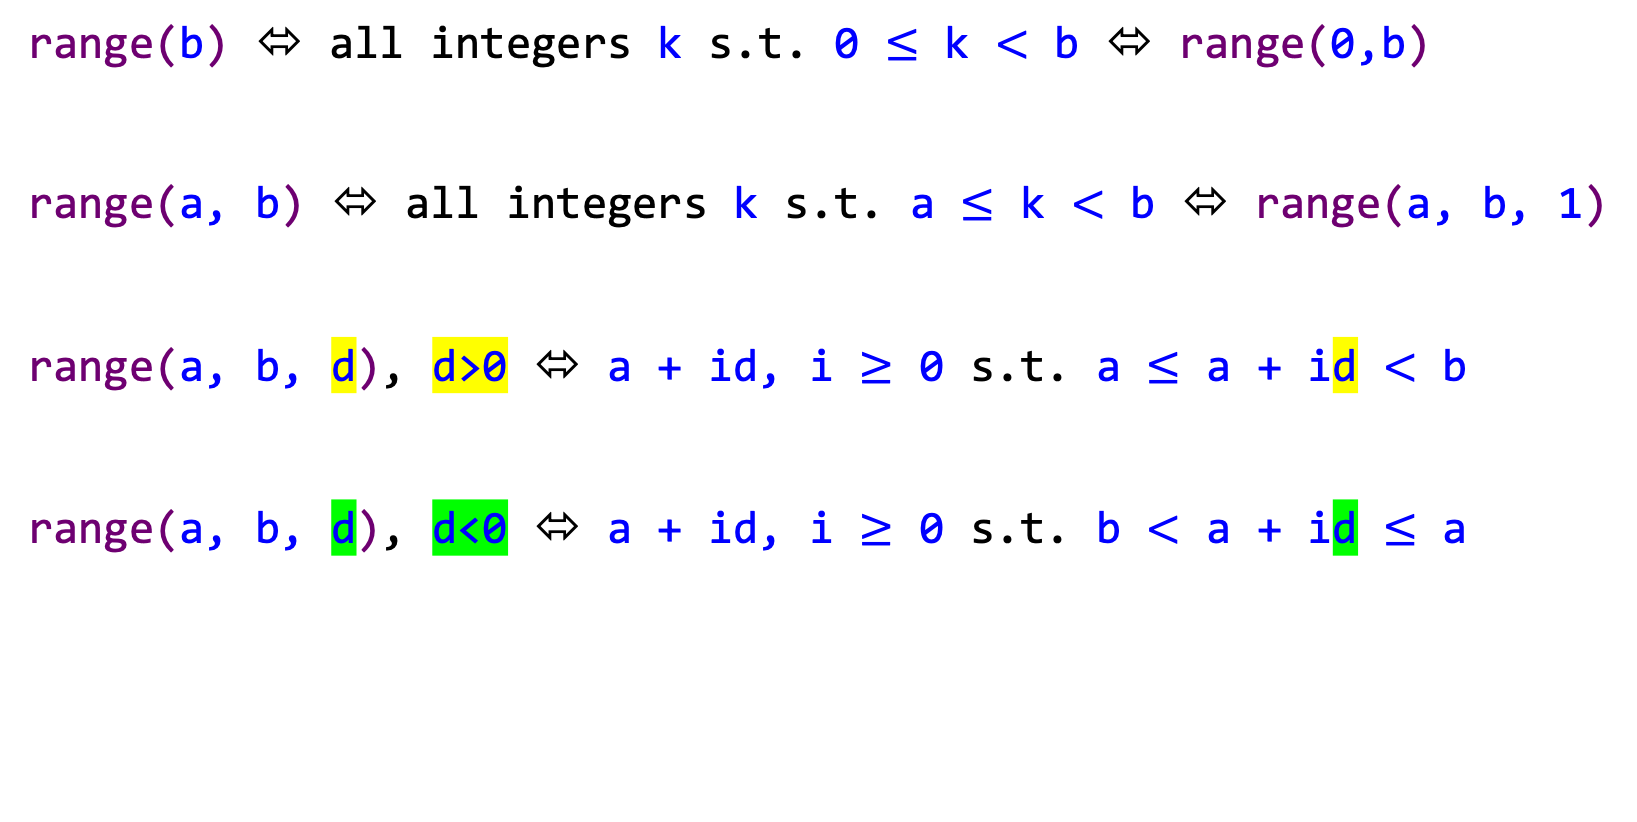 range(b) ⬄ all integers k s.t. 0 ≤ k < b ⬄ range(0,b)
range(a, b) ⬄ all integers k s.t. a ≤ k < b ⬄ range(a, b, 1)
range(a, b, d), d>0 ⬄ a + id, i ≥ 0 s.t. a ≤ a + id < b
range(a, b, d), d<0 ⬄ a + id, i ≥ 0 s.t. b < a + id ≤ a